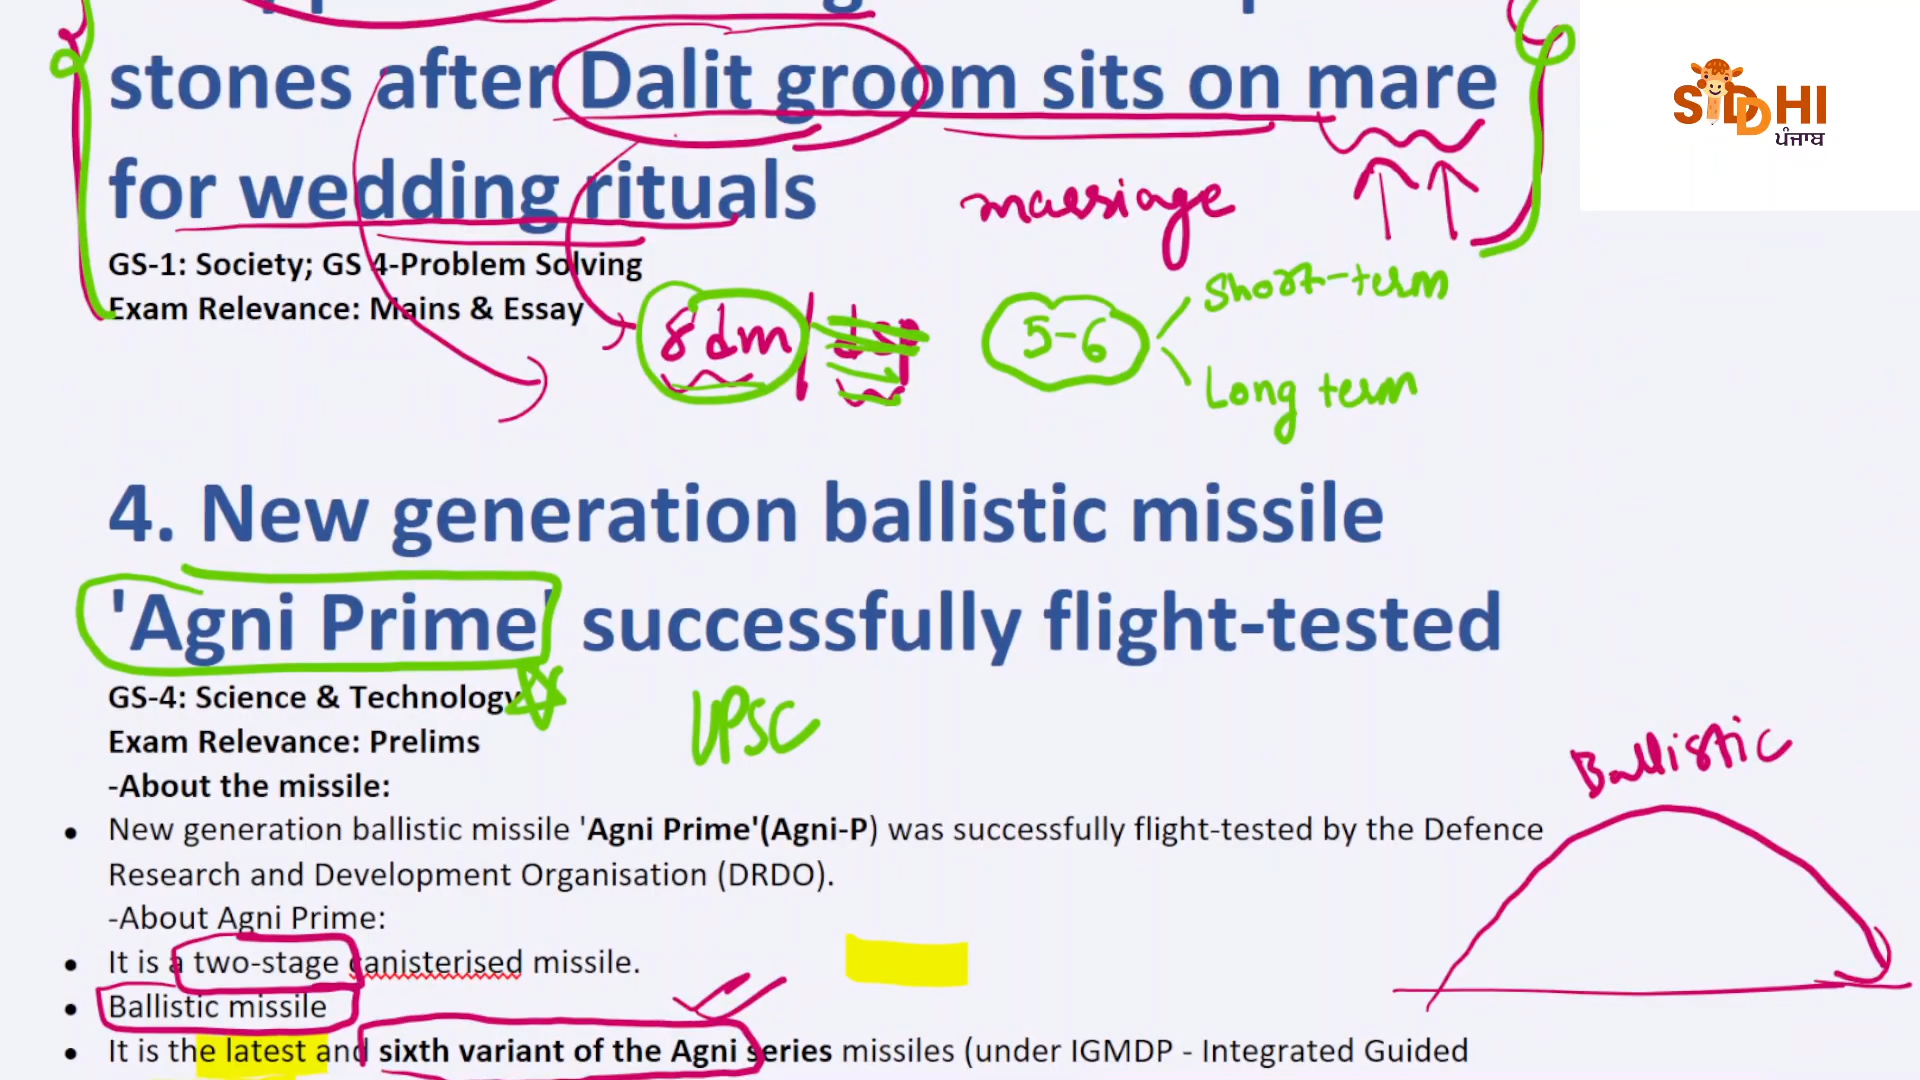 stones after Dalit groom sits on mare
for wedding rituals
SIDDHI
ਪੰਜਾਬ
marriage
GS-1: Society; GS 4-Problem Solving
Exam Relevance: Mains & Essay
8 dm
5-6
Short-term
Long term
4. New generation ballistic missile
'Agni Prime' successfully flight-tested
GS-4: Science & Technology
UPSC
Exam Relevance: Prelims
Ballistic
-About the missile:
New generation ballistic missile 'Agni Prime'(Agni-P) was successfully flight-tested by the Defence
Research and Development Organisation (DRDO).
-About Agni Prime:
It is a two-stage canisterised missile.
Ballistic missile
It is the latest and sixth variant of the Agni series missiles (under IGMDP - Integrated Guided